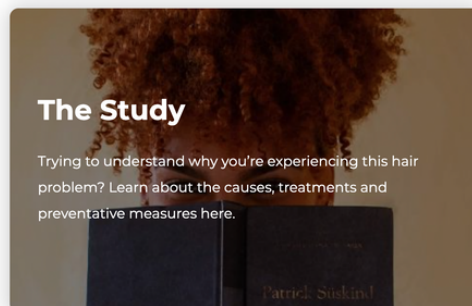 The Study
Trying to understand why you're experiencing this hair
problem? Learn about the causes, treatments and
preventative measures here.
Patrick Süskind